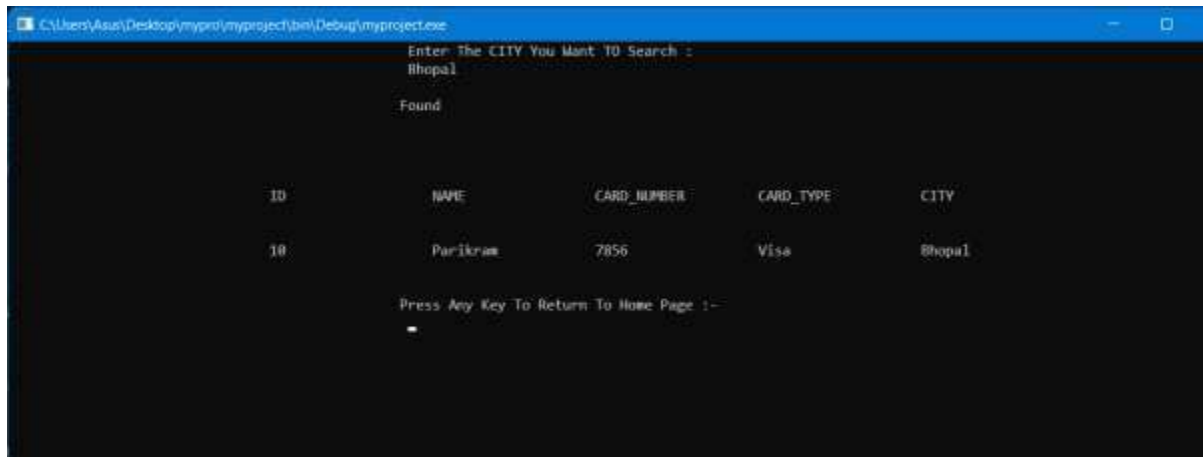 C:\Users\Asus\Desktop\mypro\myproject\bin\Debug\myproject.exe
Enter The CITY You Want TO Search :
Bhopal
Found
ID NAME CARD_NUMBER CARD_TYPE CITY
10 Parikram 7856 Visa Bhopal
Press Any Key To Return To Home Page :-